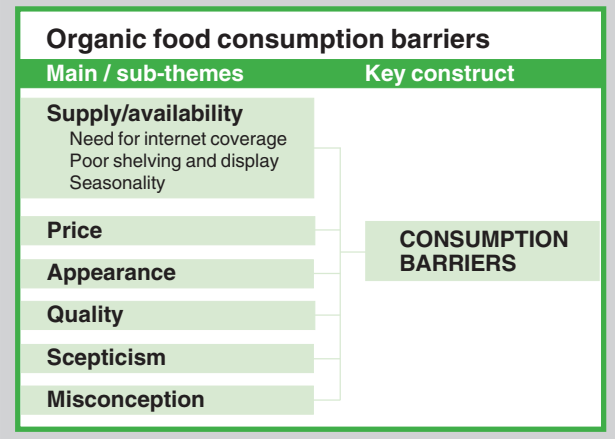 Organic food consumption barriers
Main / sub-themes
Key construct
Supply/availability
Need for internet coverage
Poor shelving and display
Seasonality
Price
Appearance
Quality
Scepticism
Misconception
CONSUMPTION
BARRIERS